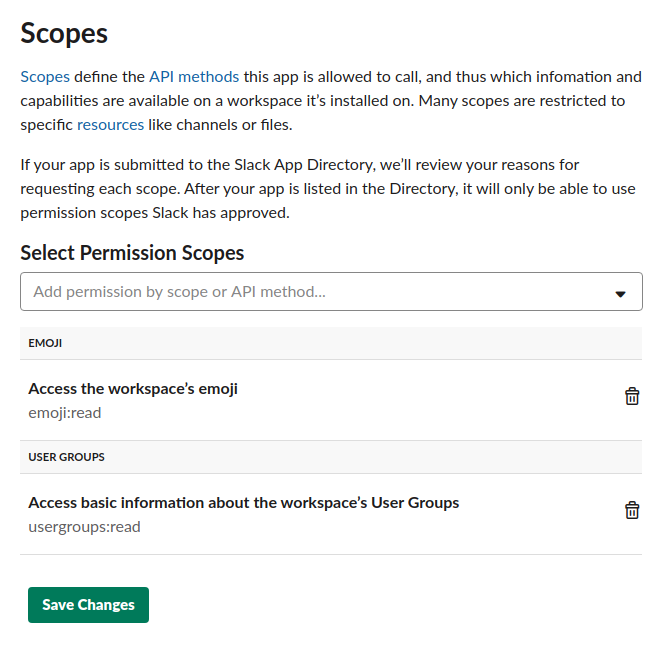 Scopes
Scopes define the API methods this app is allowed to call, and thus which infomation and
capabilities are available on a workspace it’s installed on. Many scopes are restricted to
specific resources like channels or files.
If your app is submitted to the Slack App Directory, we’ll review your reasons for
requesting each scope. After your app is listed in the Directory, it will only be able to use
permission scopes Slack has approved.
Select Permission Scopes
Add permission by scope or API method...
EMOJI
Access the workspace’s emoji
emoji:read
USER GROUPS
Access basic information about the workspace’s User Groups
usergroups:read
Save Changes